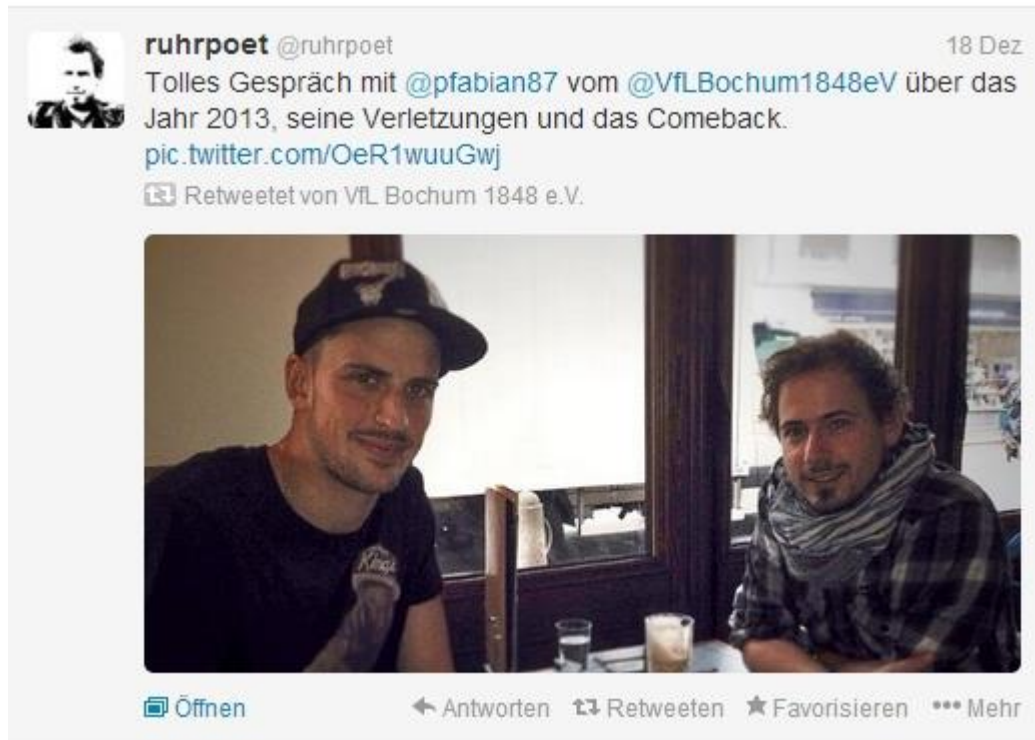 ruhrpoet @ruhrpoet 18 Dez
Tolles Gespräch mit @pfabian87 vom @VfLBochum1848eV über das
Jahr 2013, seine Verletzungen und das Comeback.
pic.twitter.com/OeR1wuuGwj
Retweetet von VfL Bochum 1848 e.V.
Kings
Öffnen Antworten Retweeten Favorisieren Mehr